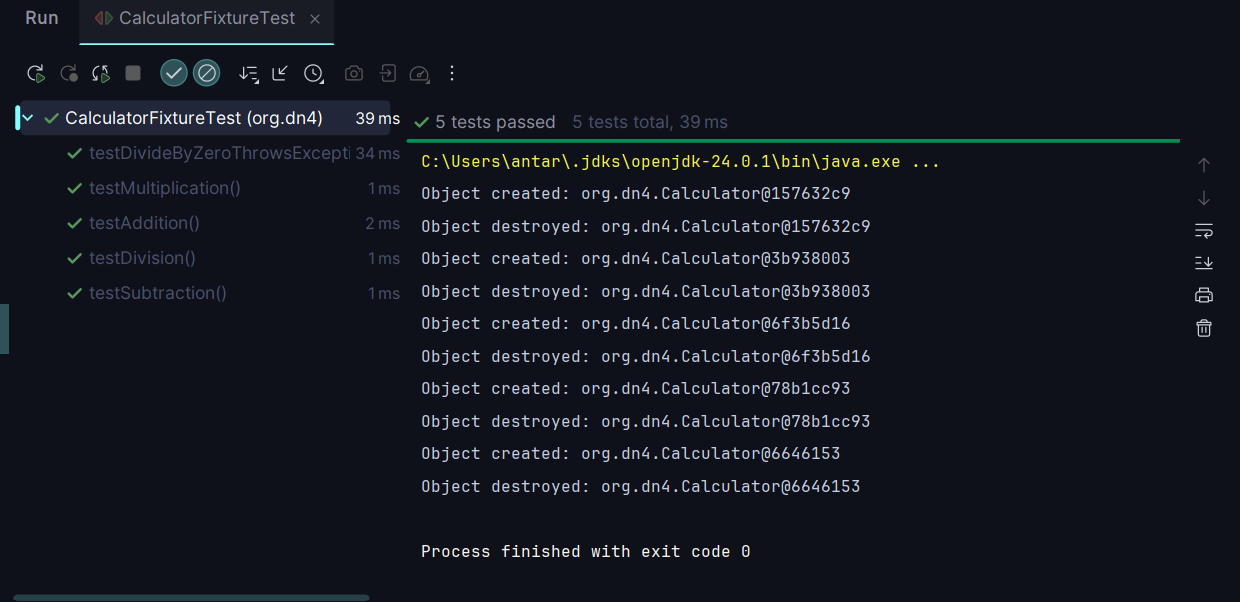 Run CalculatorFixtureTest
CalculatorFixtureTest (org.dn4) 39 ms
testDivideByZeroThrowsExcepti 34 ms
testMultiplication() 1 ms
testAddition() 2 ms
testDivision() 1 ms
testSubtraction() 1 ms
5 tests passed 5 tests total, 39 ms
C:\Users\antar\.jdks\openjdk-24.0.1\bin\java.exe ...
Object created: org.dn4.Calculator@157632c9
Object destroyed: org.dn4.Calculator@157632c9
Object created: org.dn4.Calculator@3b938003
Object destroyed: org.dn4.Calculator@3b938003
Object created: org.dn4.Calculator@6f3b5d16
Object destroyed: org.dn4.Calculator@6f3b5d16
Object created: org.dn4.Calculator@78b1cc93
Object destroyed: org.dn4.Calculator@78b1cc93
Object created: org.dn4.Calculator@6646153
Object destroyed: org.dn4.Calculator@6646153
Process finished with exit code 0